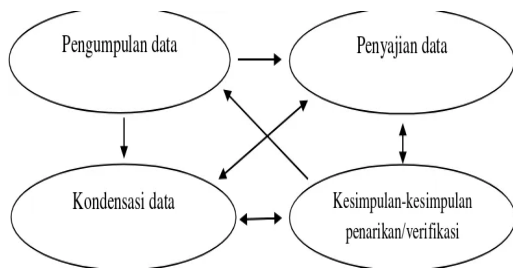 Pengumpulan data
Penyajian data
Kondensasi data
Kesimpulan-kesimpulan
penarikan/verifikasi